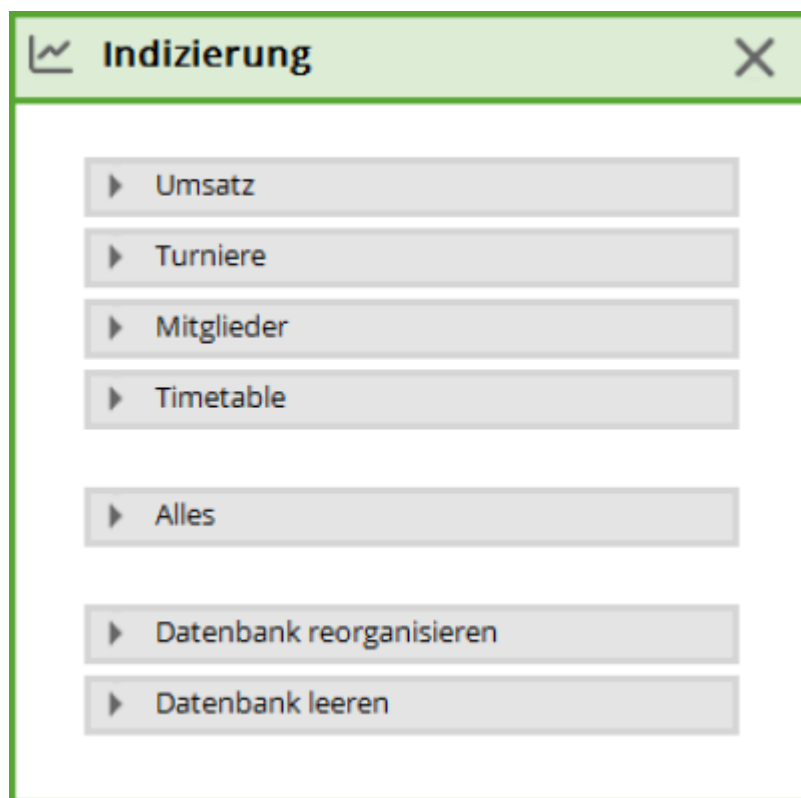 Indizierung
Umsatz
Turniere
Mitglieder
Timetable
Alles
Datenbank reorganisieren
Datenbank leeren